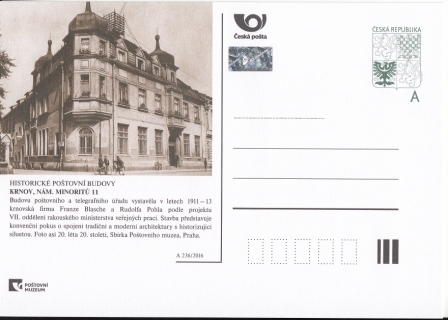 Česká pošta
ČESKÁ REPUBLIKA
A
HISTORICKÉ POŠTOVNÍ BUDOVY
KRNOV, NÁM. MINORITŮ 11
Budova poštovního a telegrafního úřadu vystavěla v letech 1911—13
krnovská firma Franze Blasche a Rudolfa Pohla podle projektu
VII. oddělení rakouského ministerstva veřejných prací. Stavba představuje
konvenční pokus o spojení tradiční a moderní architektury s historizující
siluetou. Foto asi 20. léta 20. století, Sbírka Poštovního muzea, Praha.
A 236/2016
POŠTOVNÍ
MUZEUM